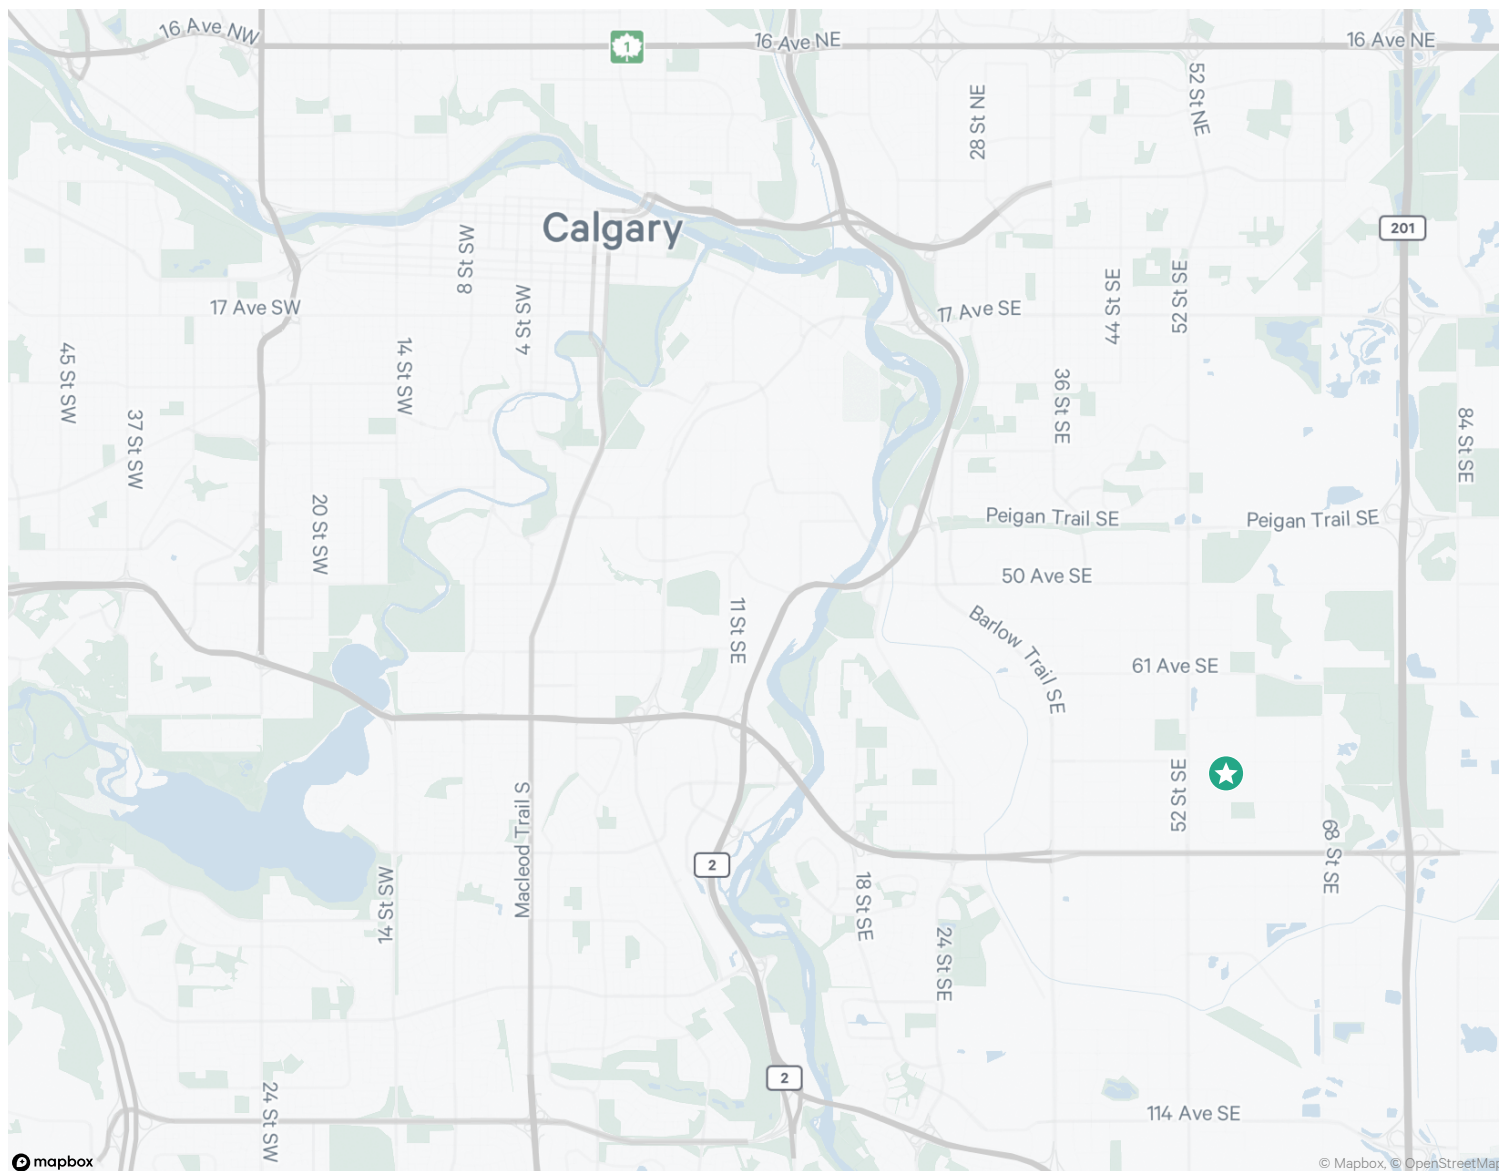 16 Ave NW
1
16 Ave NE
16 Ave NE
52 St NE
28 St NE
Calgary
201
8 St SW
52 St SE
44 St SE
4 St SW
17 Ave SW
17 Ave SE
14 St SW
45 St SW
36 St SE
37 St SW
84 St SE
20 St SW
Peigan Trail SE
Peigan Trail SE
50 Ave SE
11 St SE
Barlow Trail SE
61 Ave SE
52 St SE
Macleod Trail S
68 St SE
2
14 St SW
18 St SE
24 St SE
2
24 St SW
114 Ave SE
mapbox
© Mapbox, © OpenStreetMap